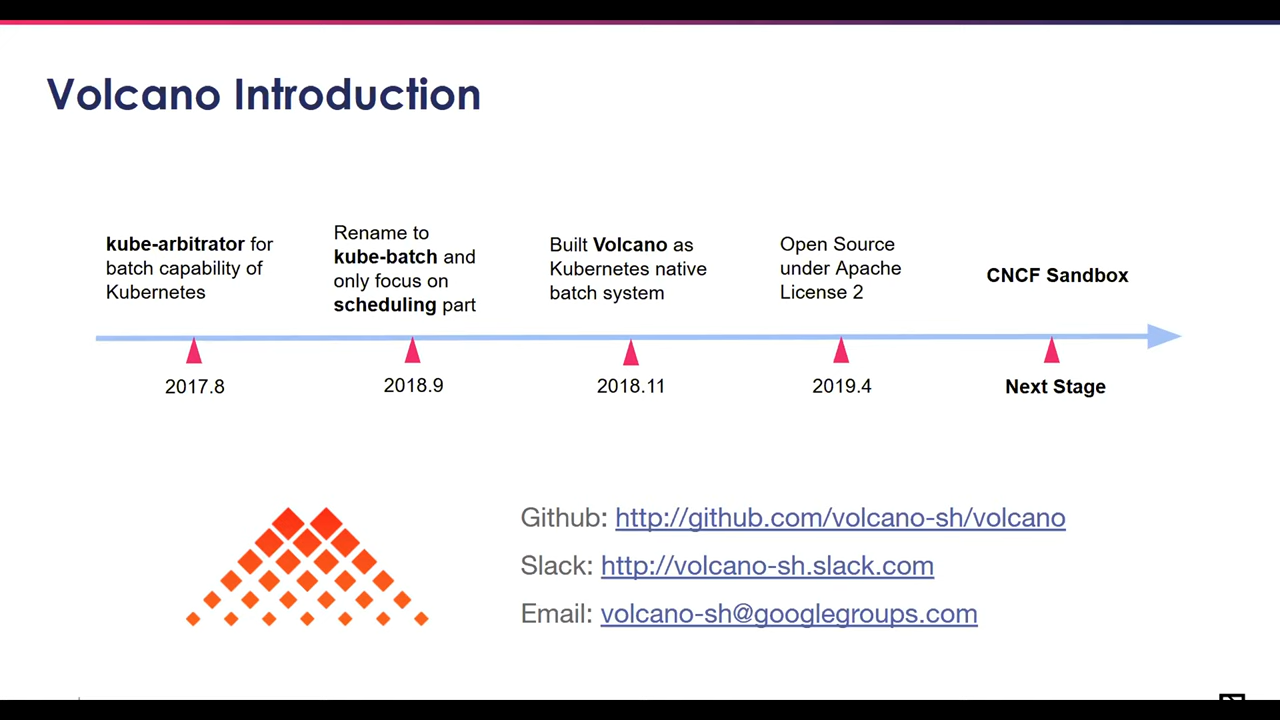 Volcano Introduction
kube-arbitrator for
batch capability of
Kubernetes
Rename to
kube-batch and
only focus on
scheduling part
Built Volcano as
Kubernetes native
batch system
Open Source
under Apache
License 2
CNCF Sandbox
2017.8
2018.9
2018.11
2019.4
Next Stage
Github: http://github.com/volcano-sh/volcano
Slack: http://volcano-sh.slack.com
Email: volcano-sh@googlegroups.com